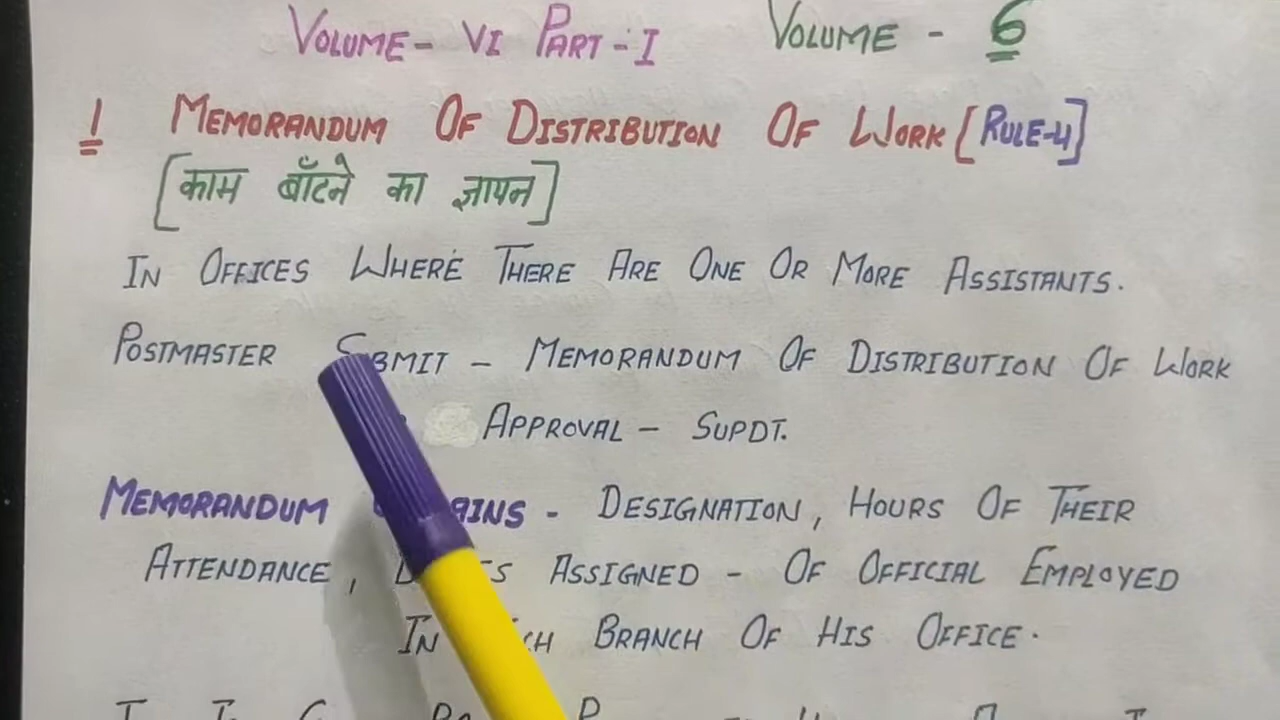 VOLUME- VI PART-I VOLUME - 6
1 MEMORANDUM OF DISTRIBUTION OF WORK [RULE-4]
[काम बाँटने का ज्ञापन]
IN OFFICES WHERE THERE ARE ONE OR MORE ASSISTANTS.
POSTMASTER - MEMORANDUM OF DISTRIBUTION OF WORK
APPROVAL - SUPDT.
MEMORANDUM - DESIGNATION, HOURS OF THEIR
ATTENDANCE, ASSIGNED - OF OFFICIAL EMPLOYED
IN BRANCH OF HIS OFFICE.